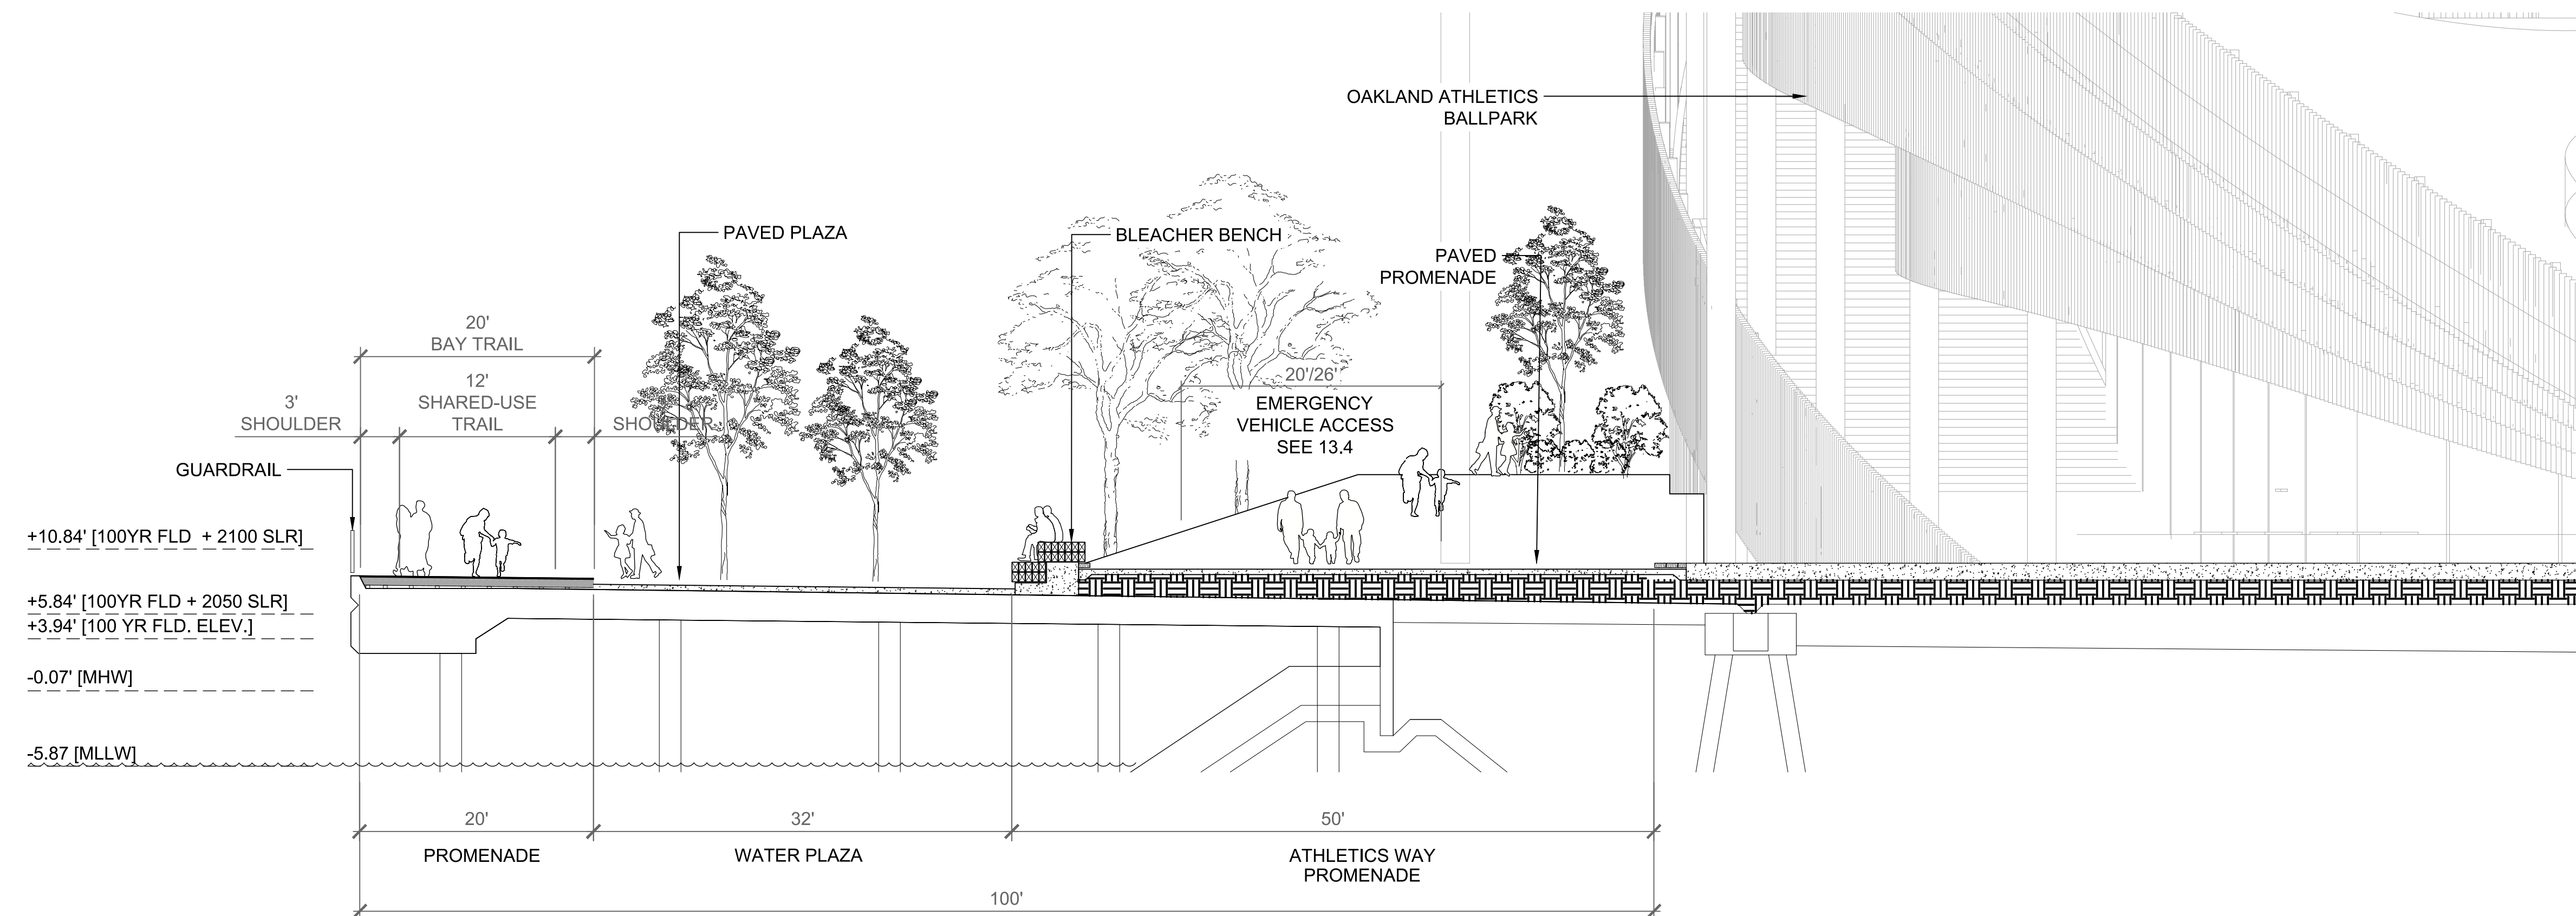 OAKLAND ATHLETICS
BALLPARK
PAVED PLAZA
BLEACHER BENCH
PAVED
PROMENADE
20'
BAY TRAIL
12'
SHARED-USE
TRAIL
3'
SHOULDER
SHOULDER
20'/26'
EMERGENCY
VEHICLE ACCESS
SEE 13.4
GUARDRAIL
+10.84' [100YR FLD + 2100 SLR]
+5.84' [100YR FLD + 2050 SLR]
+3.94' [100 YR FLD. ELEV.]
-0.07' [MHW]
-5.87 [MLLW]
20'
32'
50'
PROMENADE
WATER PLAZA
ATHLETICS WAY
PROMENADE
100'